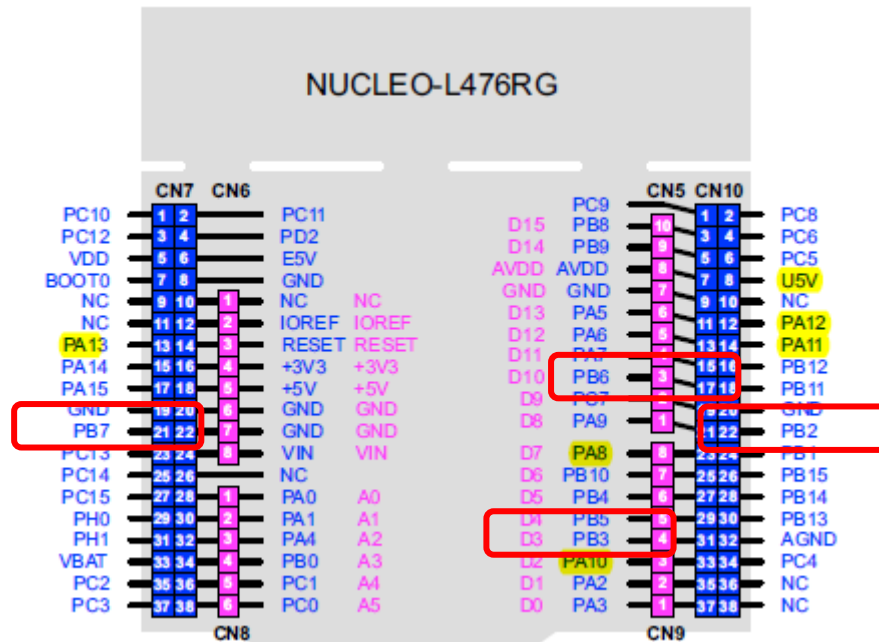 NUCLEO-L476RG
CN7 CN6 CN5 CN10
PC9
PC10 1 2 PC11 D15 PB8 10 1 2 PC8
PC12 3 4 PD2 D14 PB9 9 3 4 PC6
VDD 5 6 E5V AVDD AVDD 8 5 6 PC5
BOOT0 7 8 GND GND GND 7 7 8 U5V
NC 9 10 1 NC NC D13 PA5 6 9 10 NC
NC 11 12 2 IOREF IOREF D12 PA6 5 11 12 PA12
PA13 13 14 3 RESET RESET D11 PA7 13 14 PA11
PA14 15 16 4 +3V3 +3V3 D10 PB6 3 15 16 PB12
PA15 17 18 5 +5V +5V D9 PC7 17 18 PB11
GND 19 20 6 GND GND D8 PA9 1 GND
PB7 21 22 7 GND GND 21 22 PB2
PC13 23 24 8 VIN VIN D7 PA8 8 23 24 PB1
PC14 25 26 NC D6 PB10 7 25 26 PB15
PC15 27 28 1 PA0 A0 D5 PB4 6 27 28 PB14
PH0 29 30 2 PA1 A1 D4 PB5 5 29 30 PB13
PH1 31 32 3 PA4 A2 D3 PB3 4 31 32 AGND
VBAT 33 34 4 PB0 A3 D2 PA10 3 33 34 PC4
PC2 35 36 5 PC1 A4 D1 PA2 2 35 36 NC
PC3 37 38 6 PC0 A5 D0 PA3 1 37 38 NC
CN8 CN9